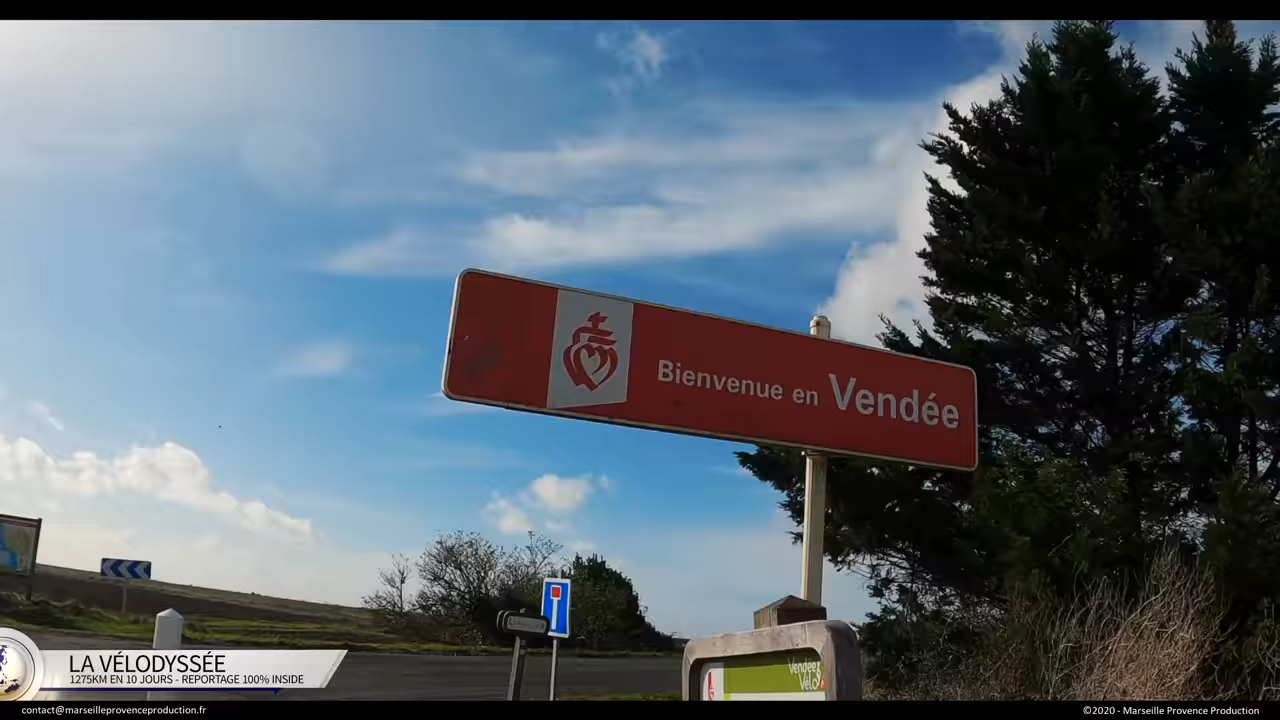 Bienvenue en Vendée
Vendée
Vélo
LA VÉLODYSSÉE
1275KM EN 10 JOURS - REPORTAGE 100% INSIDE
contact@marseilleprovenceproduction.fr
©2020 - Marseille Provence Production